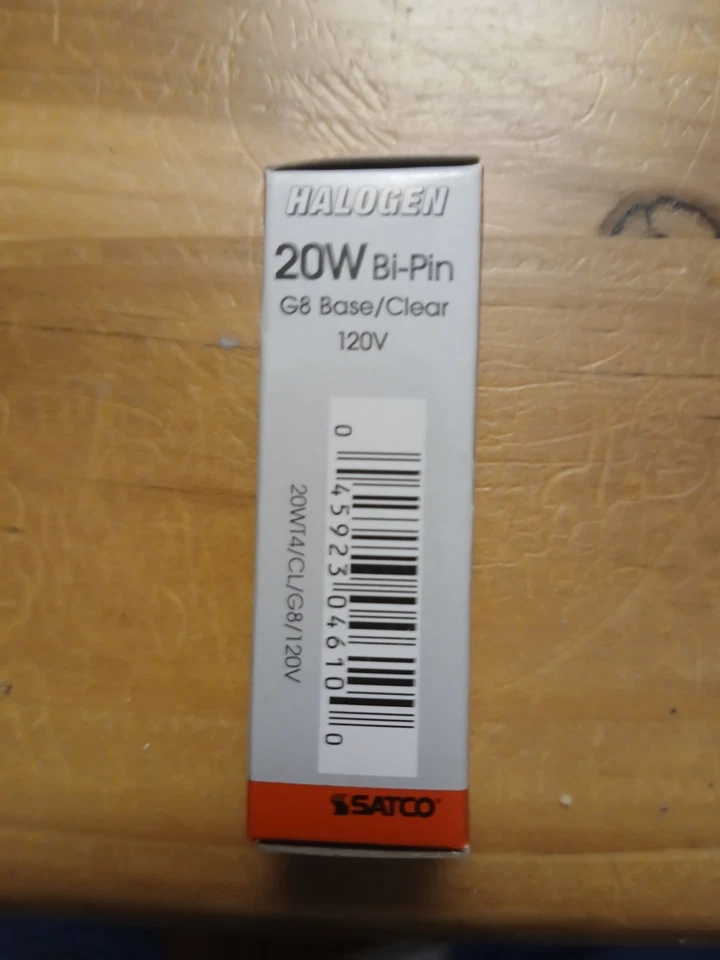 HALOGEN
20W Bi-Pin
G8 Base/Clear
120V
0 45923 04610 0
20WT4/CL/G8/120V
SATCO